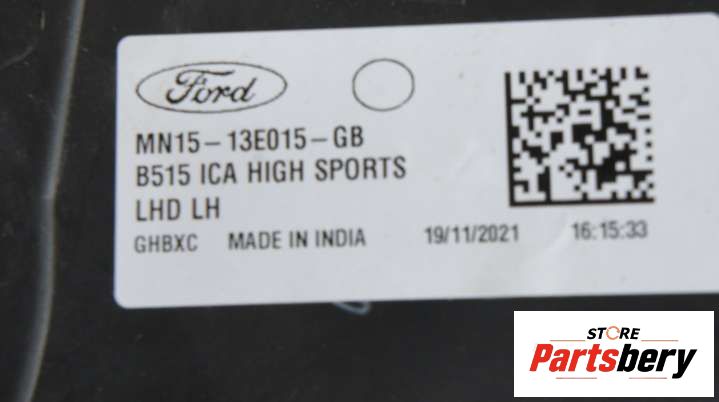 Ford
MN15-13E015-GB
B515 ICA HIGH SPORTS
LHD LH
GHBXC MADE IN INDIA 19/11/2021 16:15:33
STORE
Partsbery